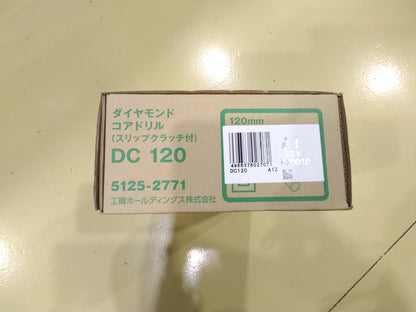 ダイヤモンド
コアドリル
(スリップクラッチ付)
DC 120
5125-2771
工機ホールディングス株式会社
120mm
DC120 A1Z